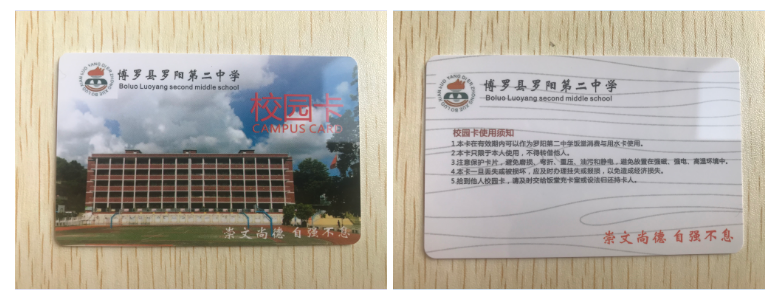 博罗县罗阳第二中学
Boluo Luoyang second middle school
校园卡
CAMPUS CARD
崇文尚德 自强不息
博罗县罗阳第二中学
Boluo Luoyang second middle school
校园卡使用须知
1.本卡在有效期内可以作为罗阳第二中学饭堂消费与用水卡使用。
2.本卡只限于本人使用，不得转借他人。
3.注意保护卡片，避免磨损、弯折、重压、油污和静电，避免放置在强磁、强电、高温环境中。
4.本卡一旦丢失或被损坏，应及时办理挂失或报损，以免造成经济损失。
5.拾到他人校园卡，请及时交给饭堂充卡室或设法归还持卡人。
崇文尚德 自强不息